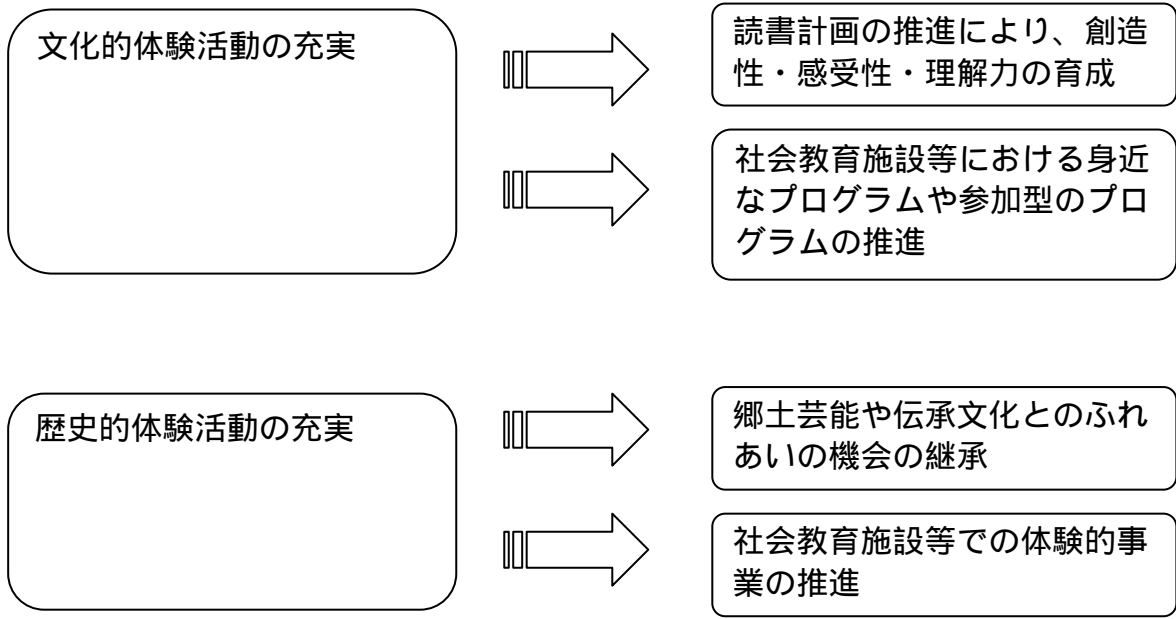 文化的体験活動の充実
読書計画の推進により、創造
性・感受性・理解力の育成
社会教育施設等における身近
なプログラムや参加型のプロ
グラムの推進
歴史的体験活動の充実
郷土芸能や伝承文化とのふれ
あいの機会の継承
社会教育施設等での体験的事
業の推進